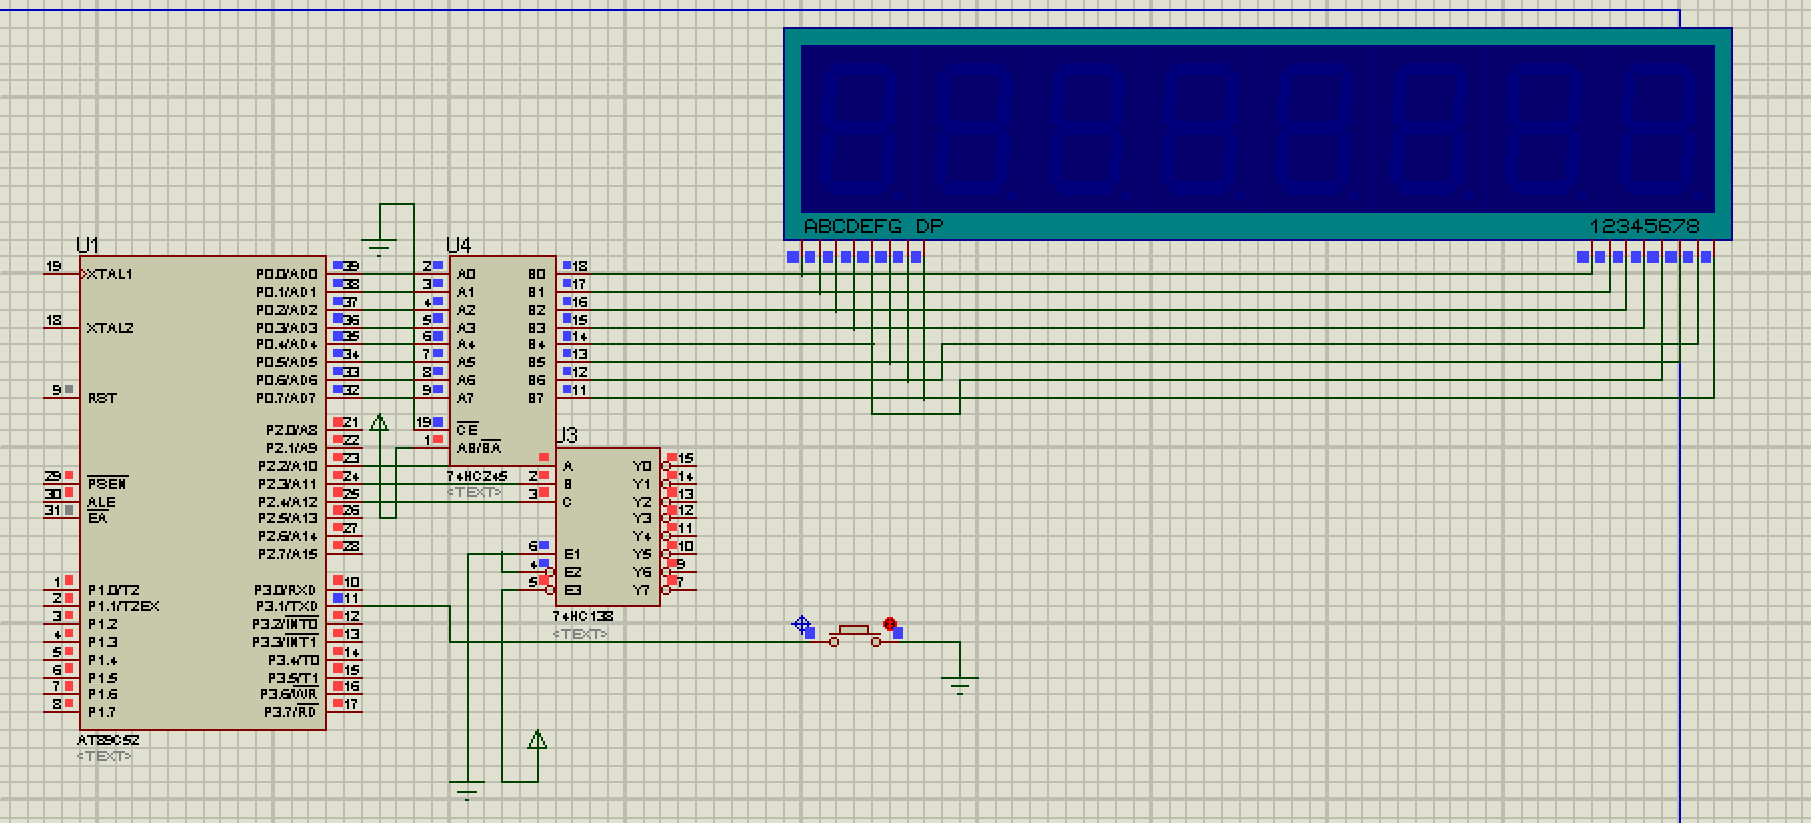 ABCDEFG DP
12345678
U1
19
XTAL1
18
XTAL2
9
RST
29
PSEN
30
ALE
31
EA
1
P1.0/T2
2
P1.1/T2EX
3
P1.2
4
P1.3
5
P1.4
6
P1.5
7
P1.6
8
P1.7
P0.0/AD0
39
P0.1/AD1
38
P0.2/AD2
37
P0.3/AD3
36
P0.4/AD4
35
P0.5/AD5
34
P0.6/AD6
33
P0.7/AD7
32
P2.0/A8
21
P2.1/A9
22
P2.2/A10
23
P2.3/A11
24
P2.4/A12
25
P2.5/A13
26
P2.6/A14
27
P2.7/A15
28
P3.0/RXD
10
P3.1/TXD
11
P3.2/INT0
12
P3.3/INT1
13
P3.4/T0
14
P3.5/T1
15
P3.6/WR
16
P3.7/RD
17
AT89C52
<TEXT>
U4
2
A0
3
A1
4
A2
5
A3
6
A4
7
A5
8
A6
9
A7
19
CE
1
AB/BA
B0
18
B1
17
B2
16
B3
15
B4
14
B5
13
B6
12
B7
11
74HC245
<TEXT>
U3
A
2
B
3
C
6
E1
4
E2
5
E3
Y0
15
Y1
14
Y2
13
Y3
12
Y4
11
Y5
10
Y6
9
Y7
7
74HC138
<TEXT>